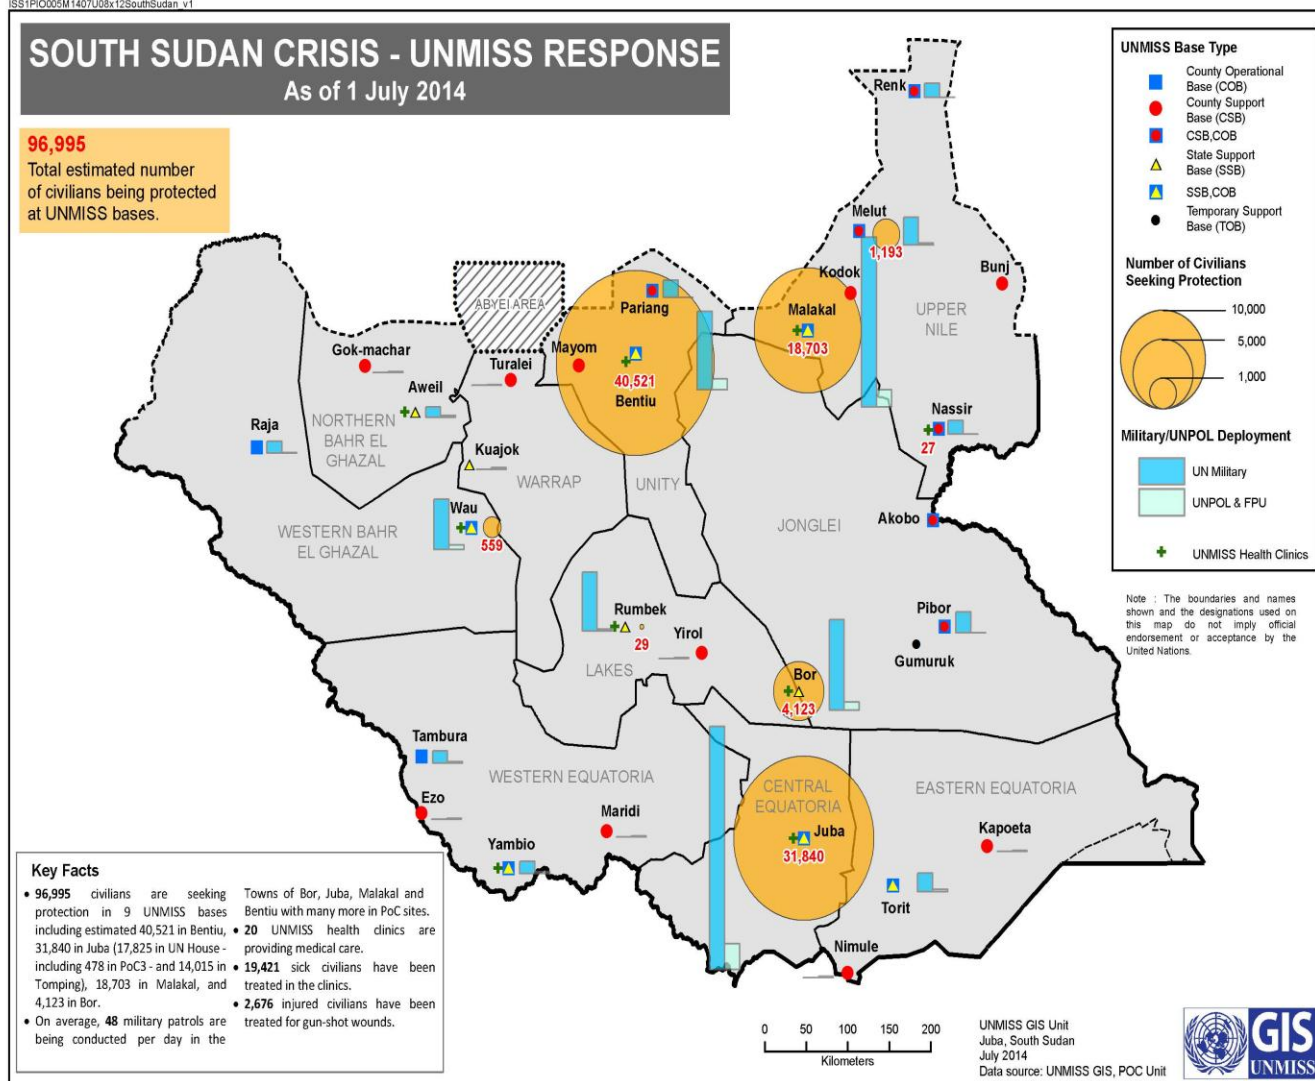 ISS1PIO005M1407U08x12SouthSudan_v1
SOUTH SUDAN CRISIS - UNMISS RESPONSE
As of 1 July 2014
96,995
Total estimated number
of civilians being protected
at UNMISS bases.
UNMISS Base Type
County Operational
Base (COB)
County Support
Base (CSB)
CSB,COB
State Support
Base (SSB)
SSB,COB
Temporary Support
Base (TOB)
Number of Civilians
Seeking Protection
10,000
5,000
1,000
Military/UNPOL Deployment
UN Military
UNPOL & FPU
UNMISS Health Clinics
Note : The boundaries and names
shown and the designations used on
this map do not imply official
endorsement or acceptance by the
United Nations.
Renk
Melut
1,193
Kodok
Bunj
UPPER
NILE
Malakal
18,703
Nassir
27
ABYEI AREA
Pariang
Mayom
40,521
Bentiu
Turalei
Gok-machar
Aweil
NORTHERN
BAHR EL
GHAZAL
Raja
Kuajok
WARRAP
UNITY
JONGLEI
Akobo
WESTERN BAHR
EL GHAZAL
Wau
559
Rumbek
29
Yirol
LAKES
Pibor
Gumuruk
Bor
4,123
Tambura
WESTERN EQUATORIA
CENTRAL
EQUATORIA
EASTERN EQUATORIA
Ezo
Maridi
Juba
31,840
Kapoeta
Yambio
Torit
Nimule
Key Facts
• 96,995 civilians are seeking
protection in 9 UNMISS bases
including estimated 40,521 in Bentiu,
31,840 in Juba (17,825 in UN House -
including 478 in PoC3 - and 14,015 in
Tomping), 18,703 in Malakal, and
4,123 in Bor.
• On average, 48 military patrols are
being conducted per day in the
Towns of Bor, Juba, Malakal and
Bentiu with many more in PoC sites.
• 20 UNMISS health clinics are
providing medical care.
• 19,421 sick civilians have been
treated in the clinics.
• 2,676 injured civilians have been
treated for gun-shot wounds.
0 50 100 150 200
Kilometers
UNMISS GIS Unit
Juba, South Sudan
July 2014
Data source: UNMISS GIS, POC Unit
GIS
UNMISS